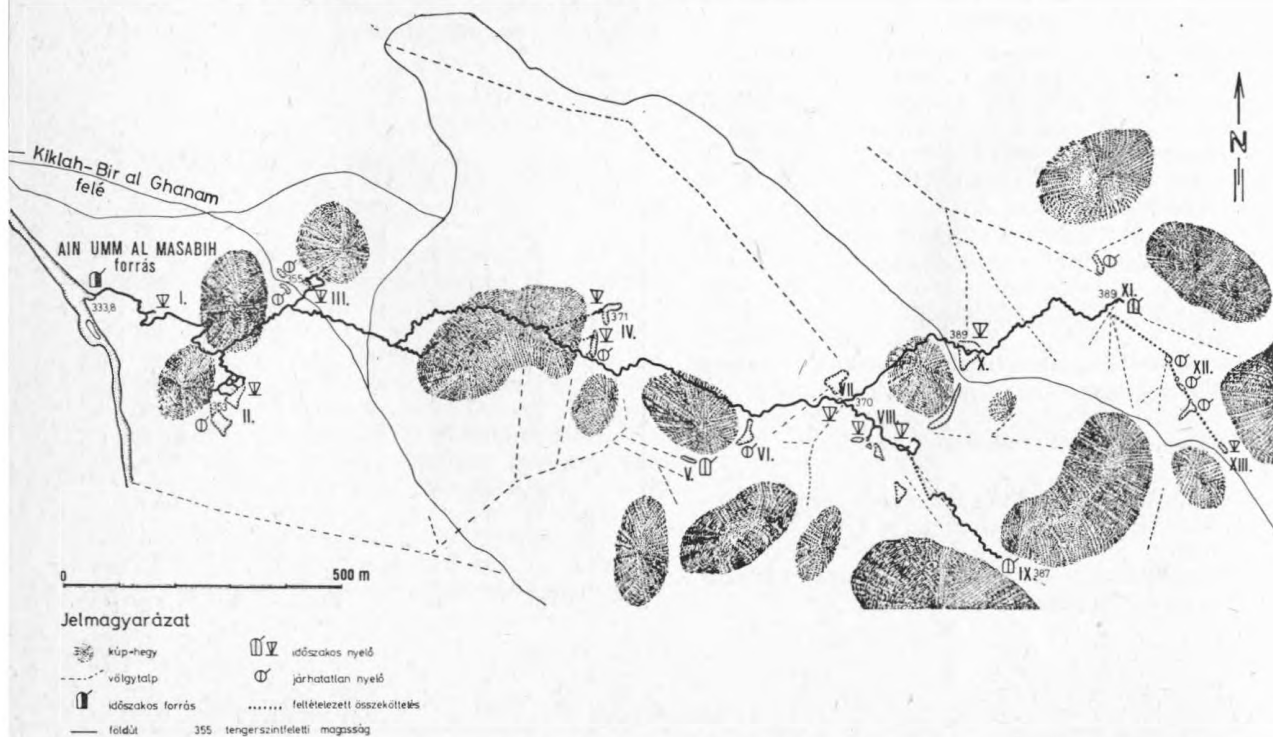 N
Kiklah-Bir al Ghanam
felé
AIN UMM AL MASABIH
forrás
333,8
I.
II.
355
III.
371
IV.
V.
VI.
VII.
370
VIII.
IX. 387
389
X.
389
XI.
XII.
XIII.
0 500 m
Jelmagyarázat
kúp-hegy
völgytalp
időszakos forrás
földút
időszakos nyelő
járhatatlan nyelő
feltételezett összeköttetés
355 tengerszintfeletti magasság